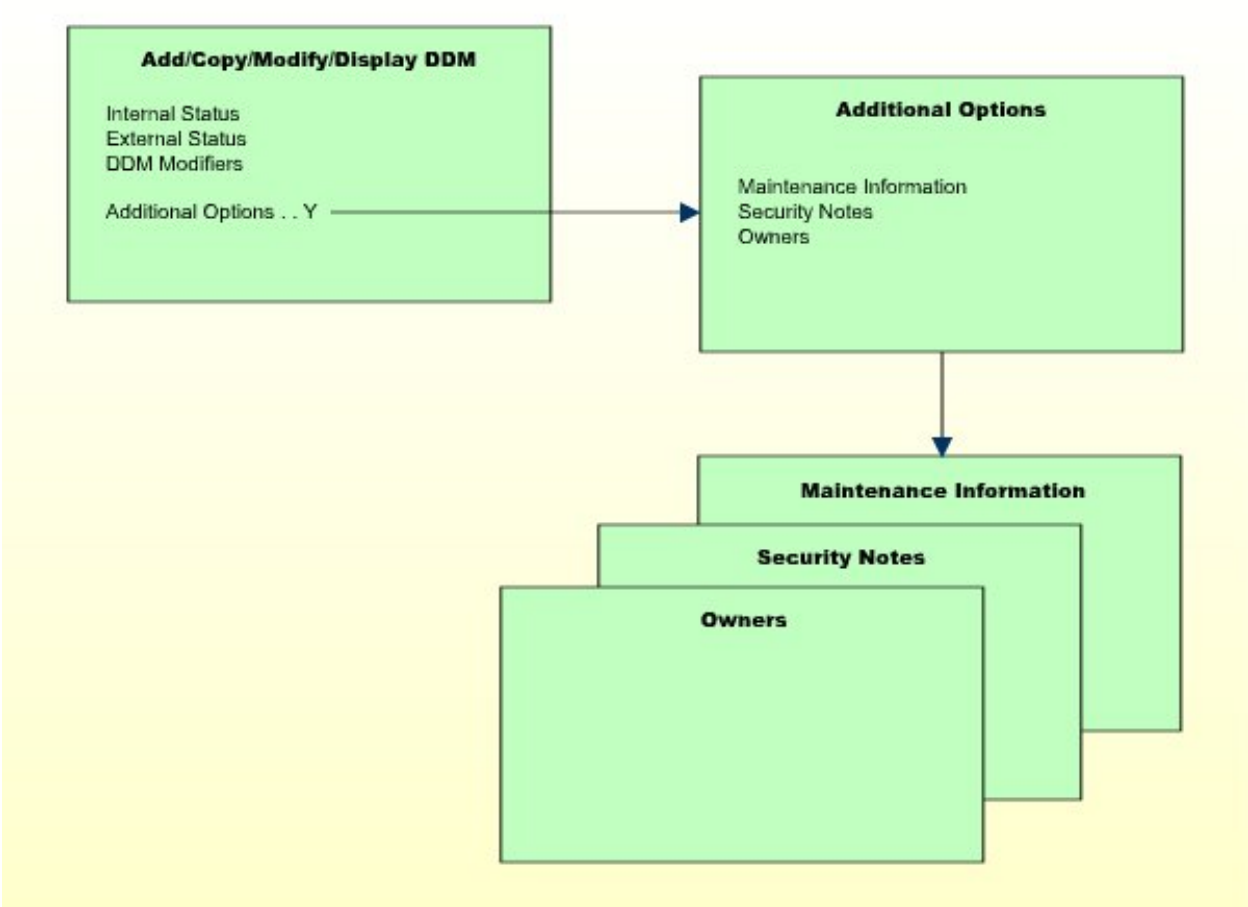 Add/Copy/Modify/Display DDM
Internal Status
External Status
DDM Modifiers
Additional Options . . Y
Additional Options
Maintenance Information
Security Notes
Owners
Maintenance Information
Security Notes
Owners